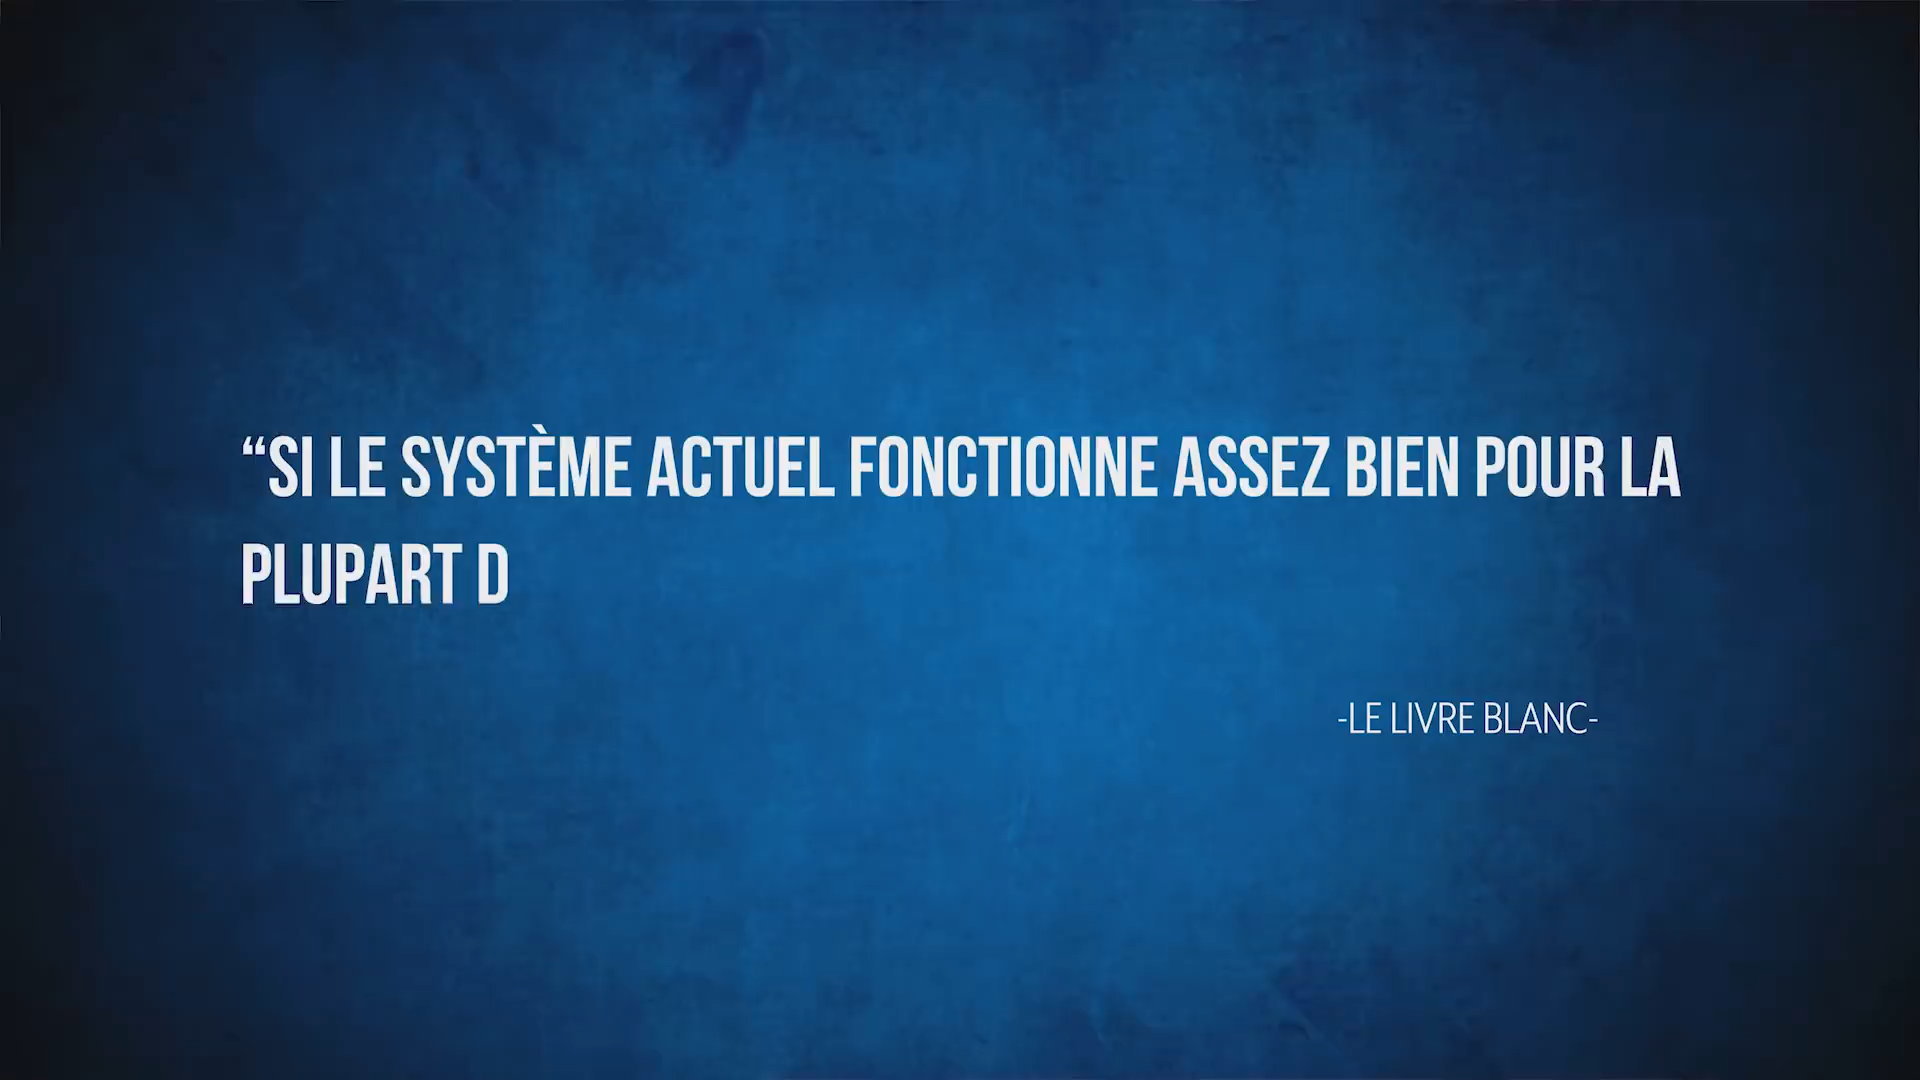 “SI LE SYSTÈME ACTUEL FONCTIONNE ASSEZ BIEN POUR LA
PLUPART D
-LE LIVRE BLANC-